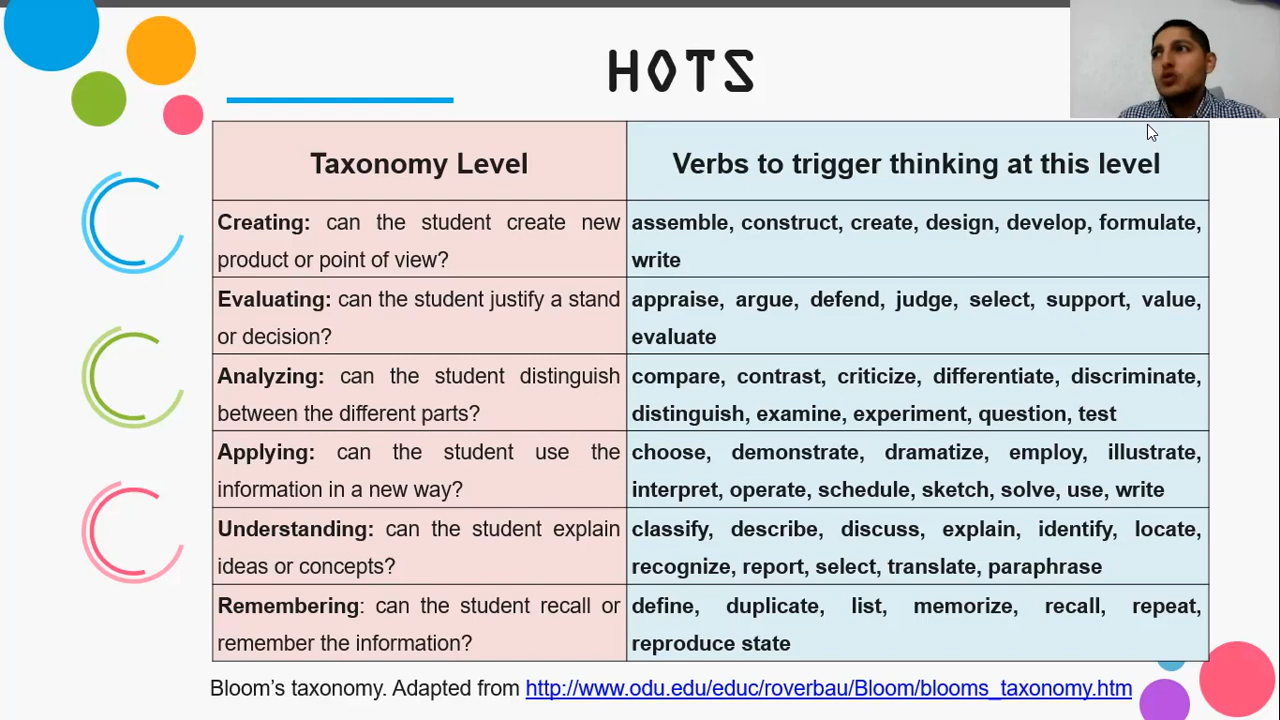 HOTS
Taxonomy Level
Verbs to trigger thinking at this level
Creating: can the student create new
product or point of view?
assemble, construct, create, design, develop, formulate,
write
Evaluating: can the student justify a stand
or decision?
appraise, argue, defend, judge, select, support, value,
evaluate
Analyzing: can the student distinguish
between the different parts?
compare, contrast, criticize, differentiate, discriminate,
distinguish, examine, experiment, question, test
Applying: can the student use the
information in a new way?
choose, demonstrate, dramatize, employ, illustrate,
interpret, operate, schedule, sketch, solve, use, write
Understanding: can the student explain
ideas or concepts?
classify, describe, discuss, explain, identify, locate,
recognize, report, select, translate, paraphrase
Remembering: can the student recall or
remember the information?
define, duplicate, list, memorize, recall, repeat,
reproduce state
Bloom’s taxonomy. Adapted from http://www.odu.edu/educ/roverbau/Bloom/blooms_taxonomy.htm